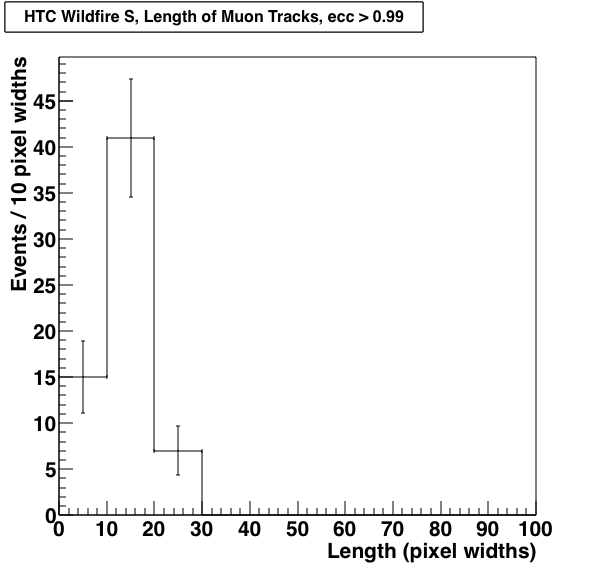 HTC Wildfire S, Length of Muon Tracks, ecc > 0.99
Events / 10 pixel widths
45
40
35
30
25
20
15
10
5
0
0 10 20 30 40 50 60 70 80 90 100
Length (pixel widths)